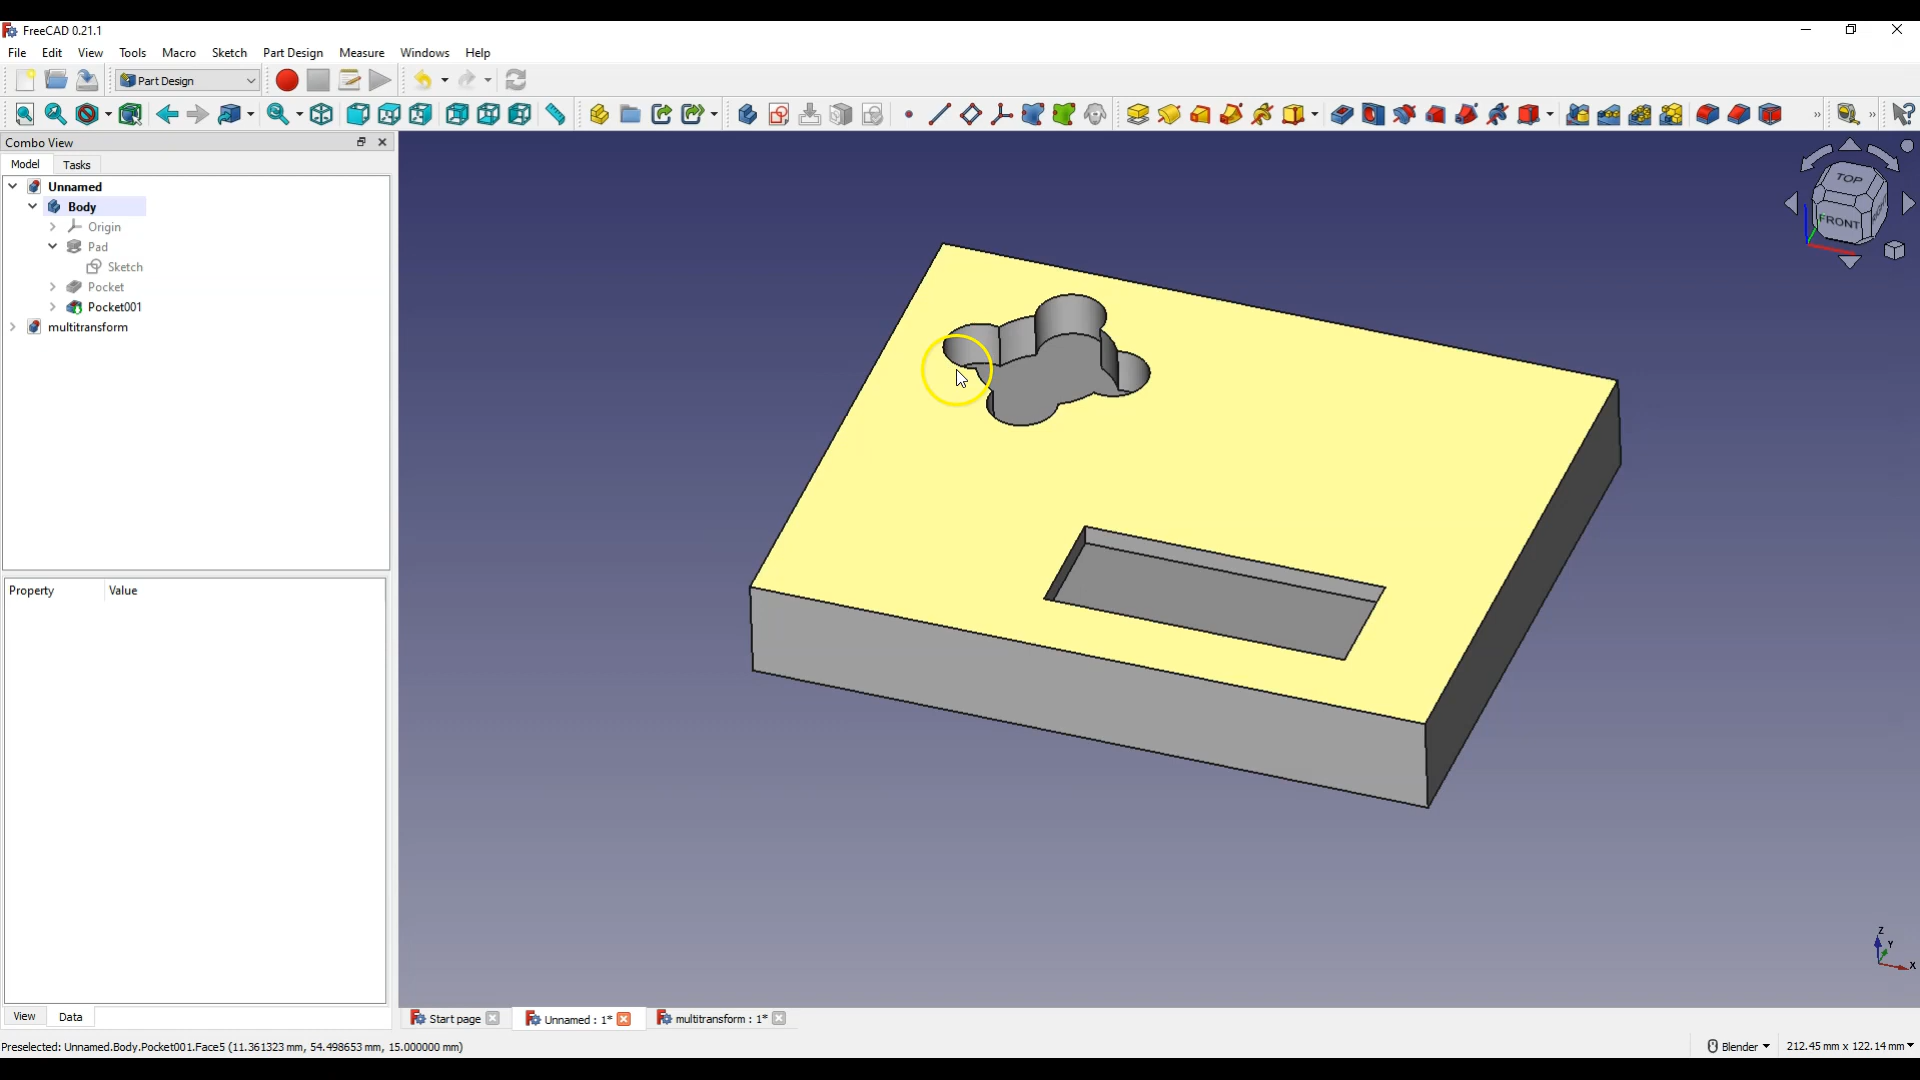 FreeCAD 0.21.1
File Edit View Tools Macro Sketch Part Design Measure Windows Help
Part Design
Combo View
Model Tasks
Unnamed
Body
Origin
Pad
Sketch
Pocket
Pocket001
multitransform
TOP
FRONT
Property Value
Z
Y
X
View Data
Start page Unnamed : 1* multitransform : 1*
Preselected: Unnamed.Body.Pocket001.Face5 (11.361323 mm, 54.498653 mm, 15.000000 mm)
Blender 212.45 mm x 122.14 mm